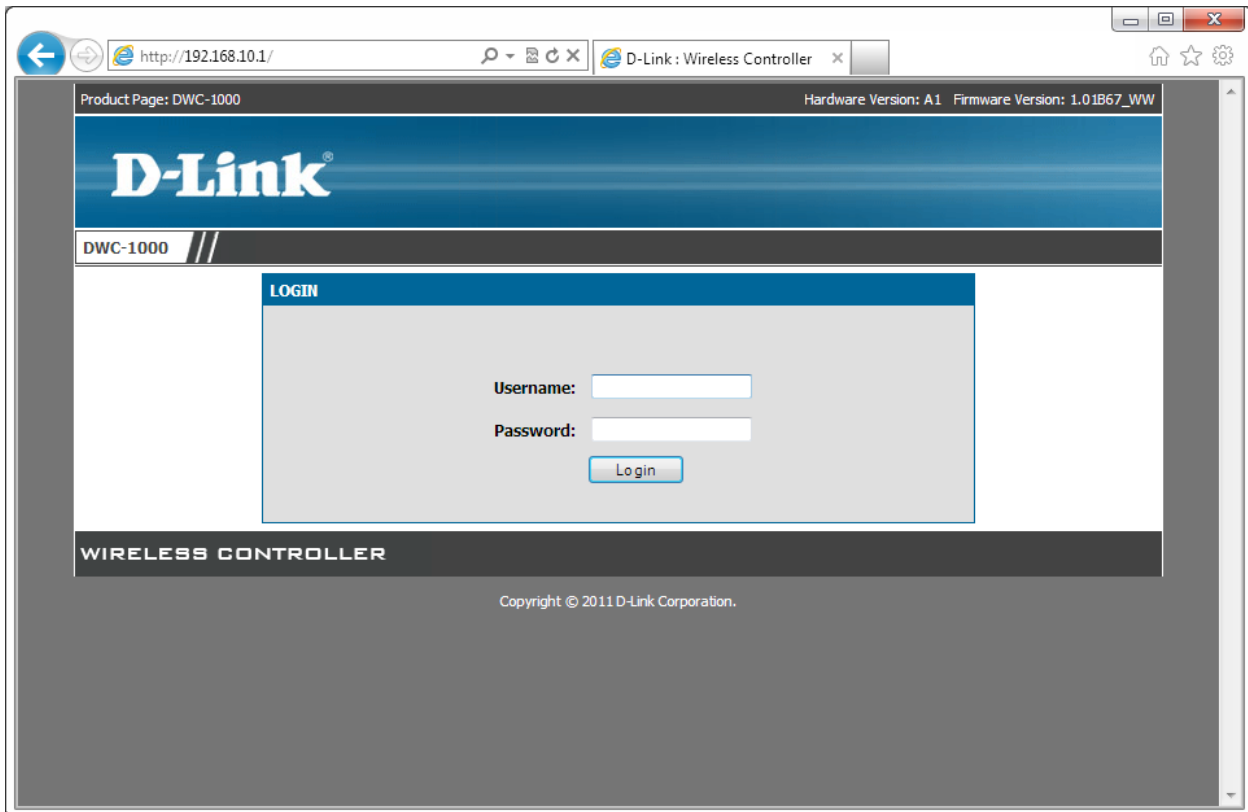 http://192.168.10.1/
D-Link : Wireless Controller
Product Page: DWC-1000
Hardware Version: A1 Firmware Version: 1.01B67_WW
D-Link®
DWC-1000
LOGIN
Username:
Password:
Login
WIRELESS CONTROLLER
Copyright © 2011 D-Link Corporation.